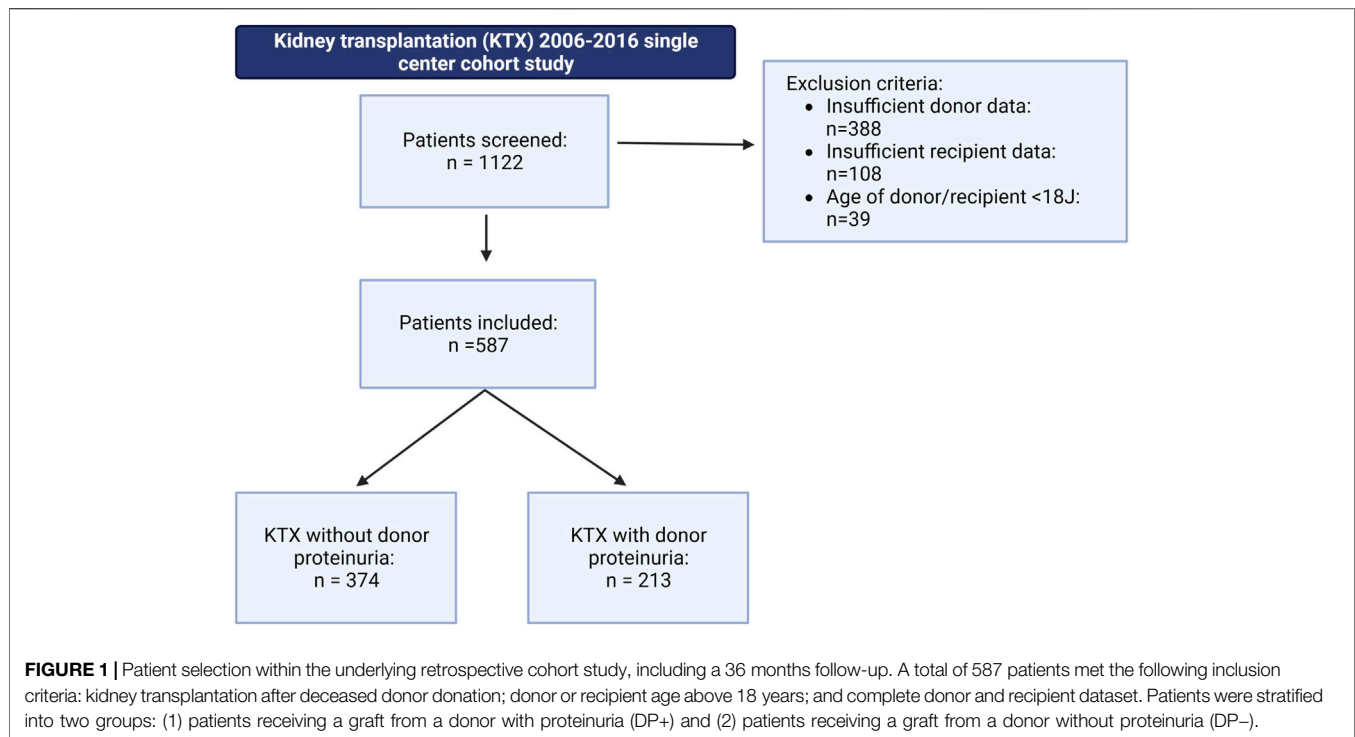 Kidney transplantation (KTX) 2006-2016 single
center cohort study
Patients screened:
n = 1122
Exclusion criteria:
• Insufficient donor data:
n=388
• Insufficient recipient data:
n=108
• Age of donor/recipient <18J:
n=39
Patients included:
n =587
KTX without donor
proteinuria:
n = 374
KTX with donor
proteinuria:
n = 213
FIGURE 1 | Patient selection within the underlying retrospective cohort study, including a 36 months follow-up. A total of 587 patients met the following inclusion
criteria: kidney transplantation after deceased donor donation; donor or recipient age above 18 years; and complete donor and recipient dataset. Patients were stratified
into two groups: (1) patients receiving a graft from a donor with proteinuria (DP+) and (2) patients receiving a graft from a donor without proteinuria (DP−).